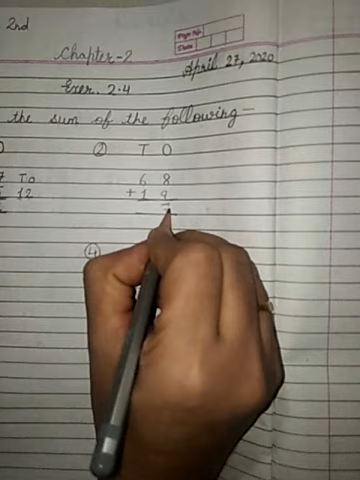 2nd
Page No.
Date
Chapter-2
April 27, 2020
Exer. 2.4
the sum of the following-
② T O
To
6 8
12
+ 1 9
7
④